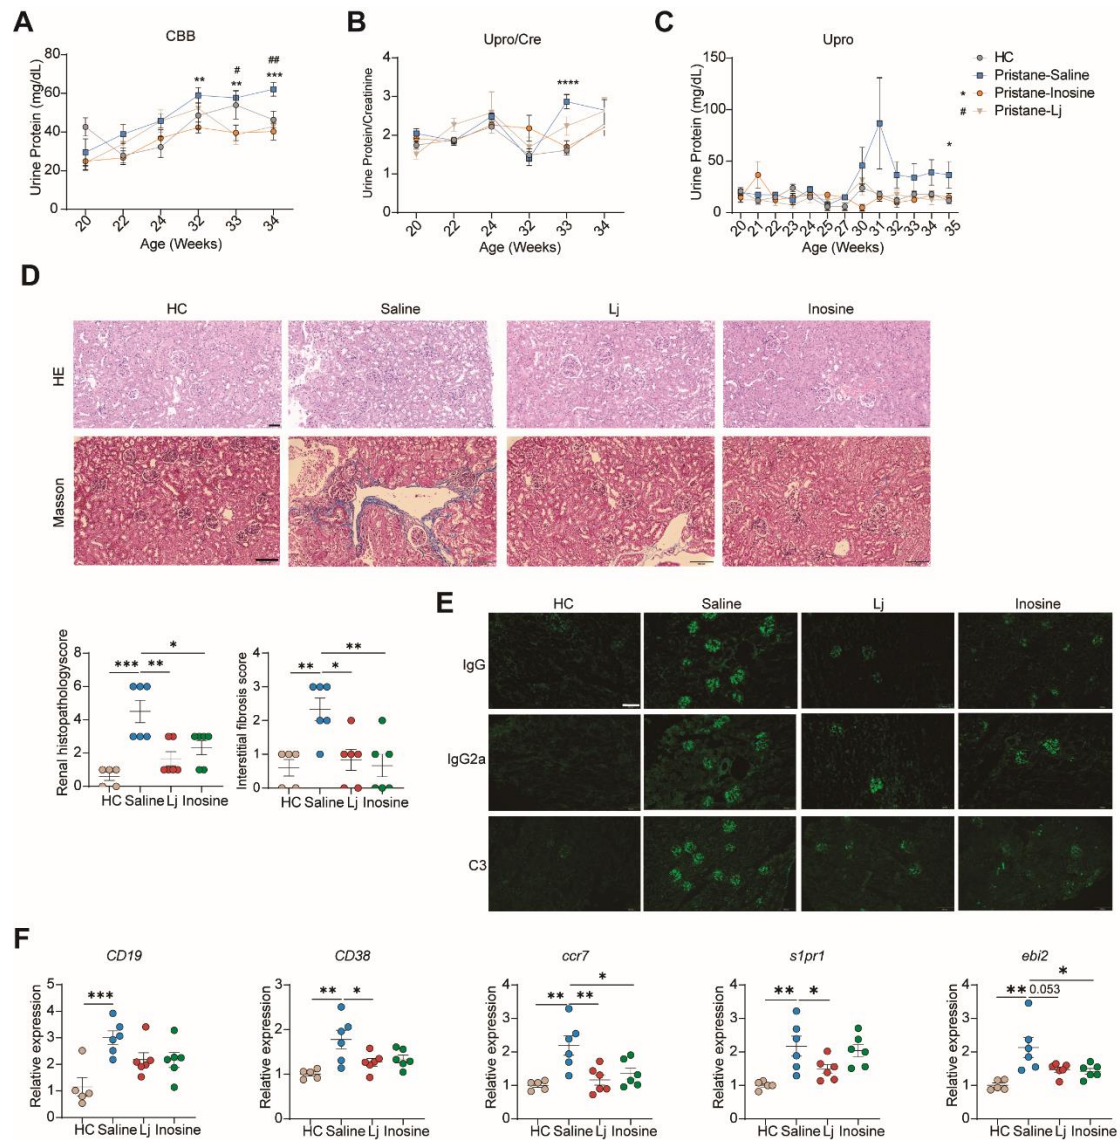 A
CBB
Urine Protein (mg/dL)
80
60
40
20
0
**
#
**
##
***
20
22
24
32
33
34
Age (Weeks)
B
Upro/Cre
Urine Protein/Creatinine
4
3
2
1
0
****
20
22
24
32
33
34
Age (Weeks)
C
Upro
Urine Protein (mg/dL)
150
100
50
0
*
20
21
22
23
24
25
27
30
31
32
33
34
35
Age (Weeks)
HC
Pristane-Saline
* Pristane-Inosine
# Pristane-Lj
D
HC Saline Lj Inosine
HE
Masson
Renal histopathologyscore
8
6
4
2
0
*
*** **
HC Saline Lj Inosine
Interstitial fibrosis score
4
3
2
1
0
**
** *
HC Saline Lj Inosine
E
HC Saline Lj Inosine
IgG
IgG2a
C3
F
CD19
Relative expression
5
4
3
2
1
0
***
HC Saline Lj Inosine
CD38
Relative expression
3
2
1
0
** *
HC Saline Lj Inosine
ccr7
Relative expression
4
3
2
1
0
*
** **
HC Saline Lj Inosine
s1pr1
Relative expression
4
3
2
1
0
** *
HC Saline Lj Inosine
ebi2
Relative expression
4
3
2
1
0
*
** 0.053
HC Saline Lj Inosine